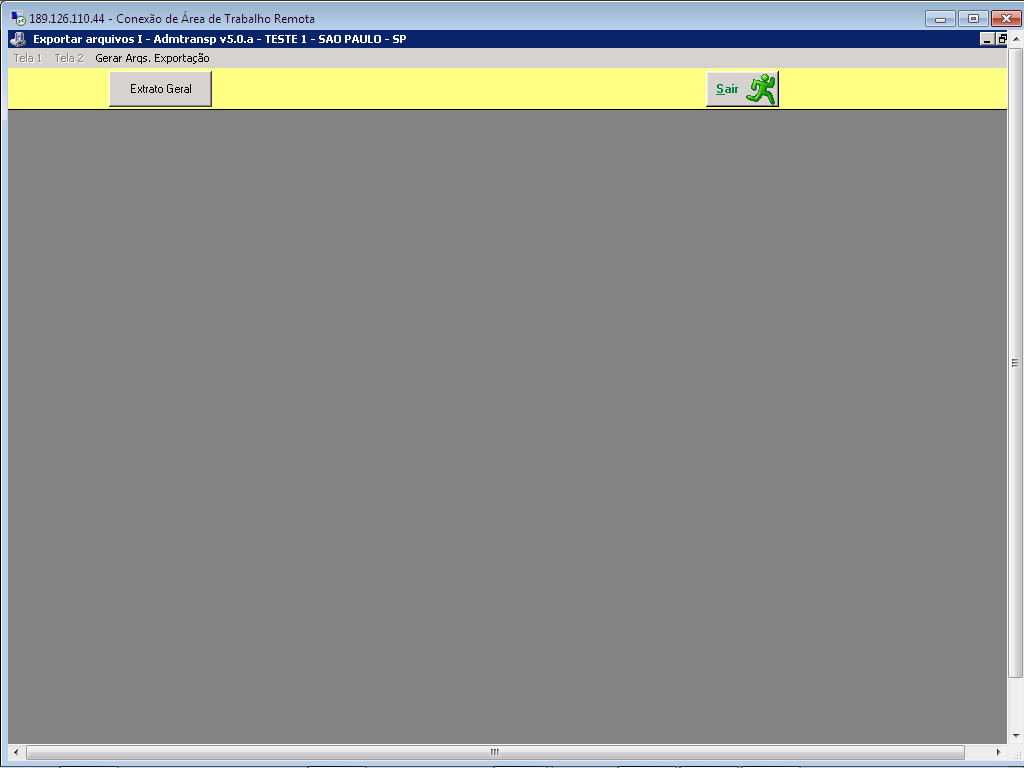 189.126.110.44 - Conexão de Área de Trabalho Remota
Exportar arquivos I - Admtransp v5.0.a - TESTE 1 - SAO PAULO - SP
Tela 1 Tela 2 Gerar Arqs. Exportação
Extrato Geral Sair